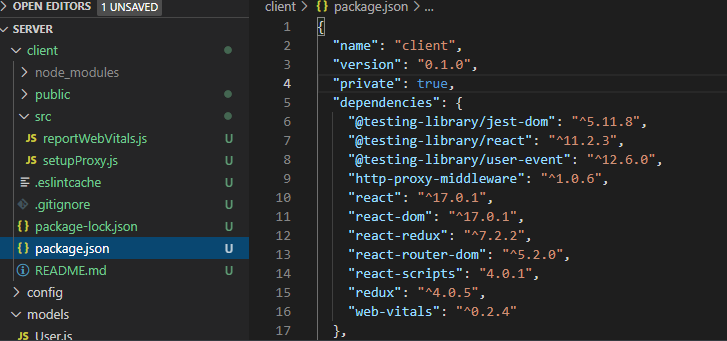 OPEN EDITORS 1 UNSAVED
SERVER
client
node_modules
public
src
JS reportWebVitals.js U
JS setupProxy.js U
.eslintcache U
.gitignore U
{} package-lock.json U
{} package.json U
README.md U
config
models
JS User.js
client > {} package.json > ...
1 {
2 "name": "client",
3 "version": "0.1.0",
4 "private": true,
5 "dependencies": {
6 "@testing-library/jest-dom": "^5.11.8",
7 "@testing-library/react": "^11.2.3",
8 "@testing-library/user-event": "^12.6.0",
9 "http-proxy-middleware": "^1.0.6",
10 "react": "^17.0.1",
11 "react-dom": "^17.0.1",
12 "react-redux": "^7.2.2",
13 "react-router-dom": "^5.2.0",
14 "react-scripts": "4.0.1",
15 "redux": "^4.0.5",
16 "web-vitals": "^0.2.4"
17 },